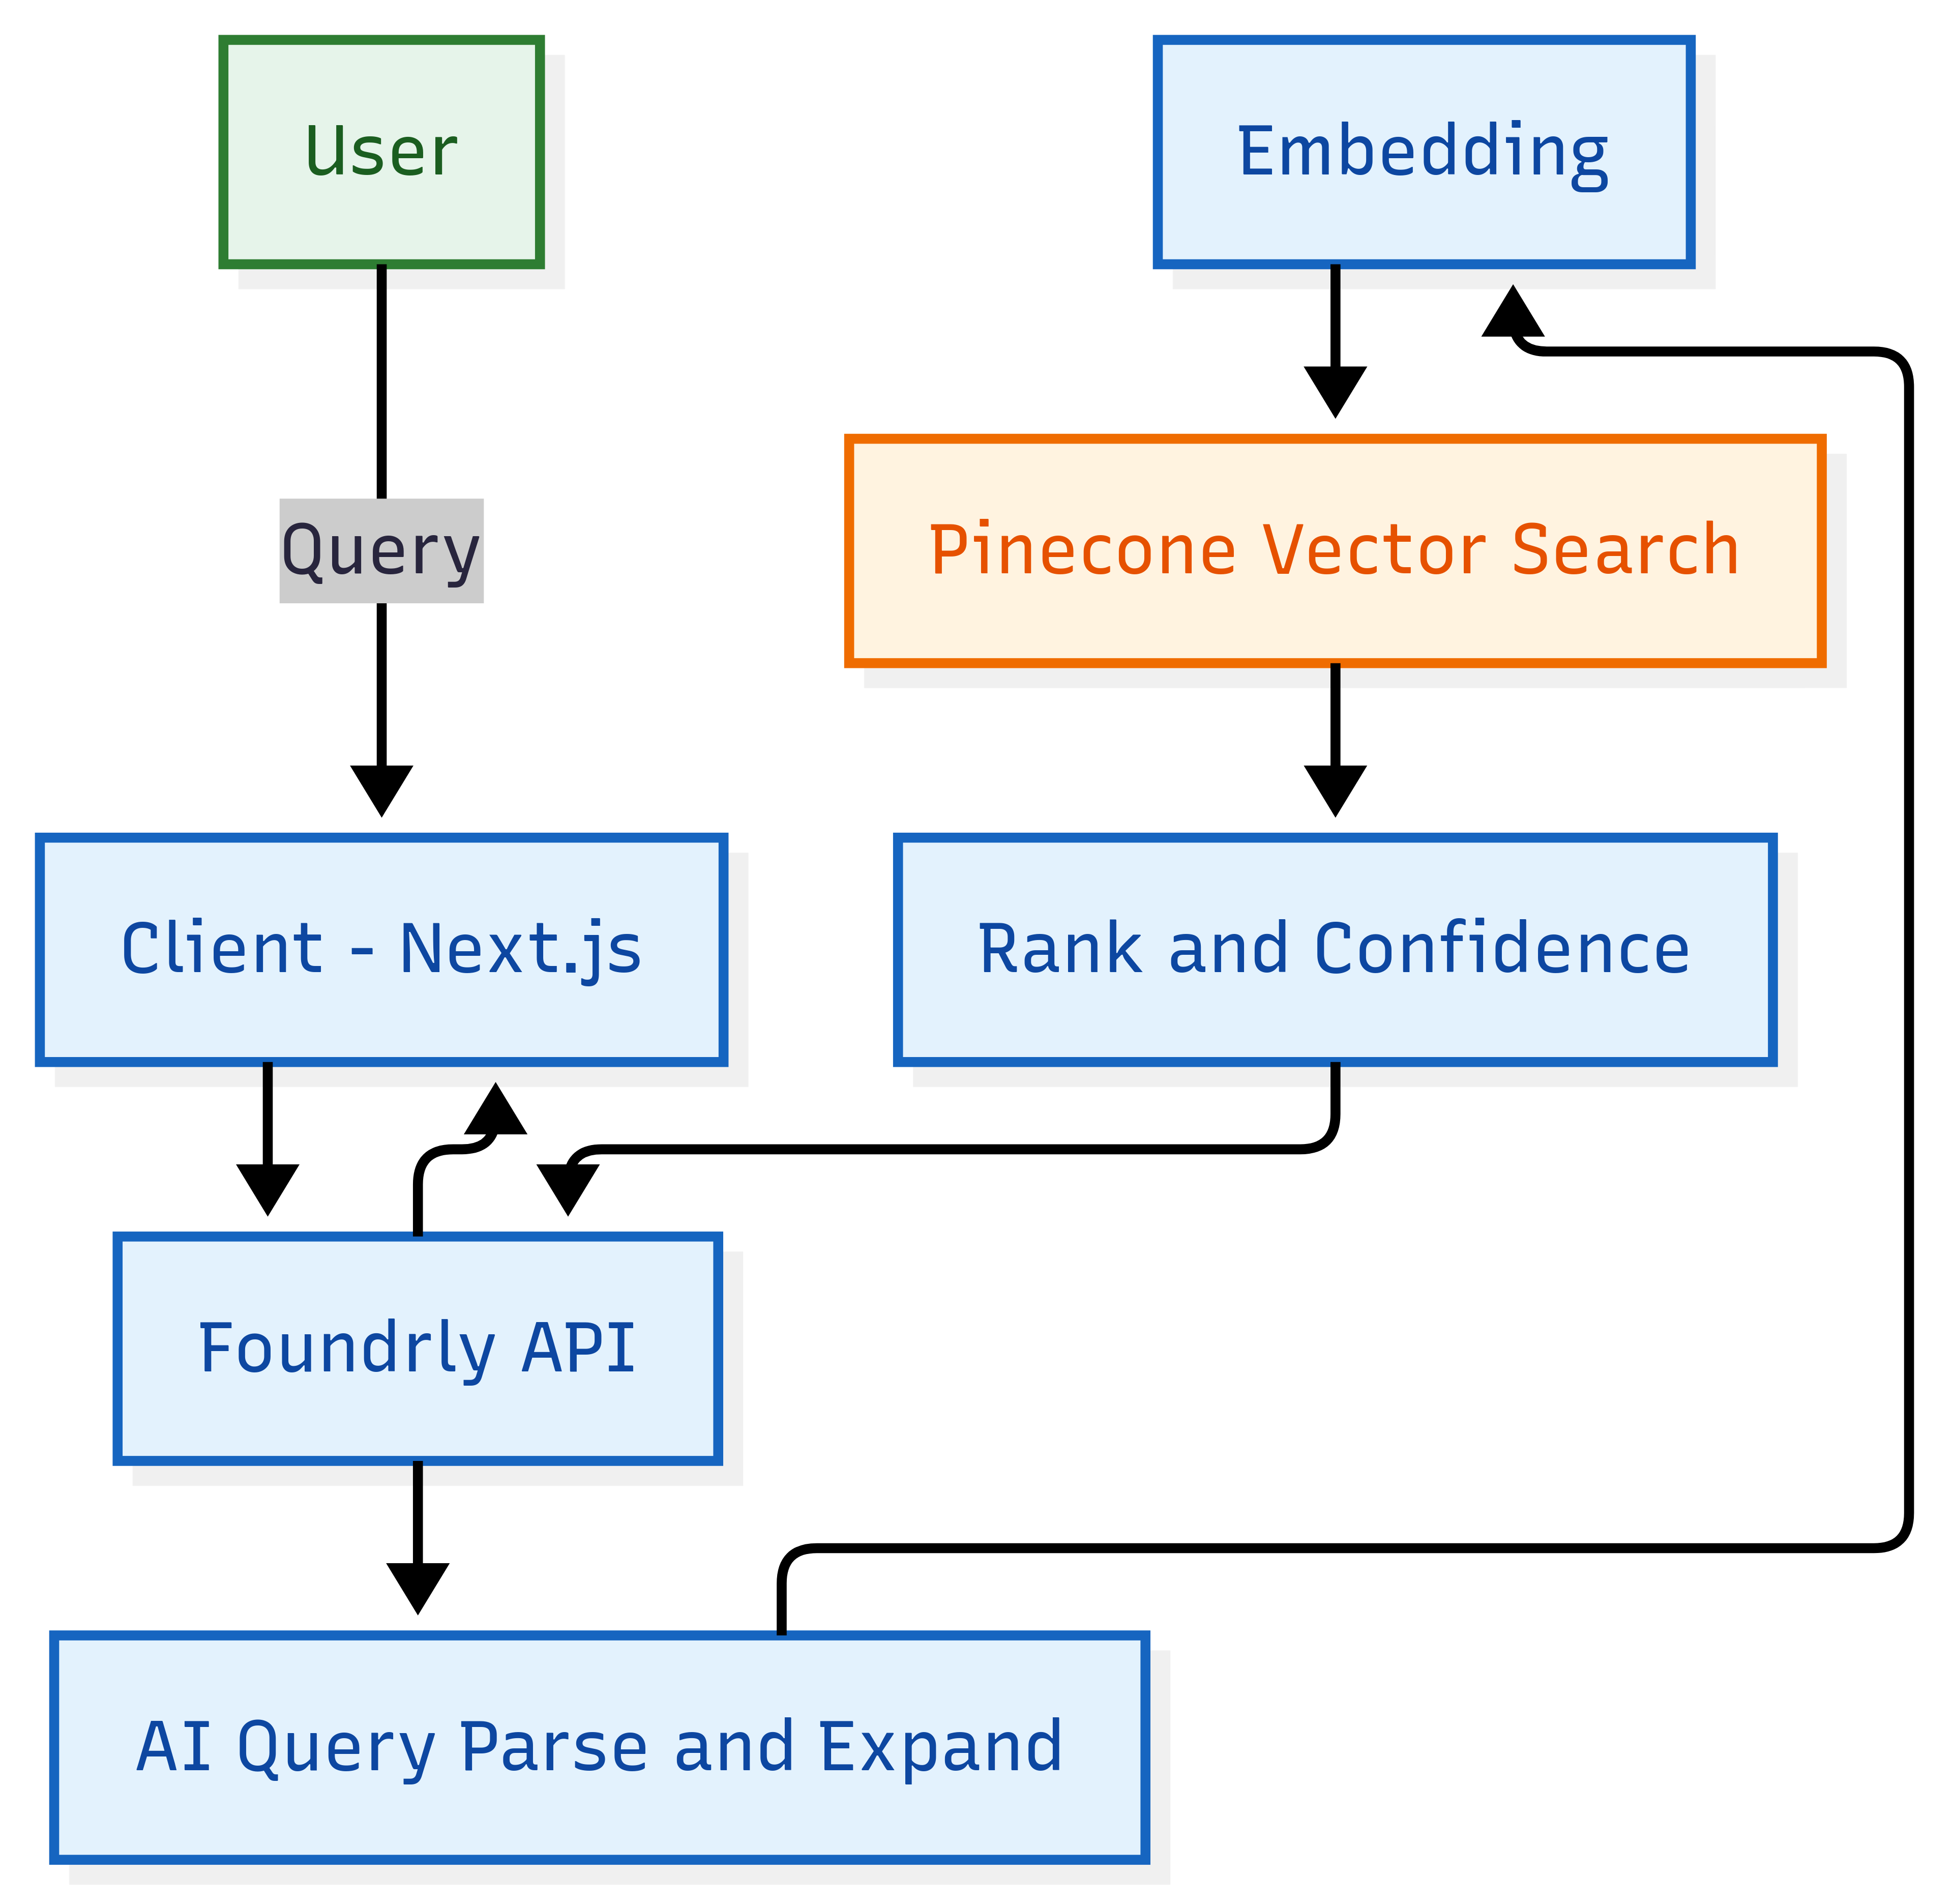 User
Embedding
Query
Pinecone Vector Search
Client - Next.js
Rank and Confidence
Foundrly API
AI Query Parse and Expand